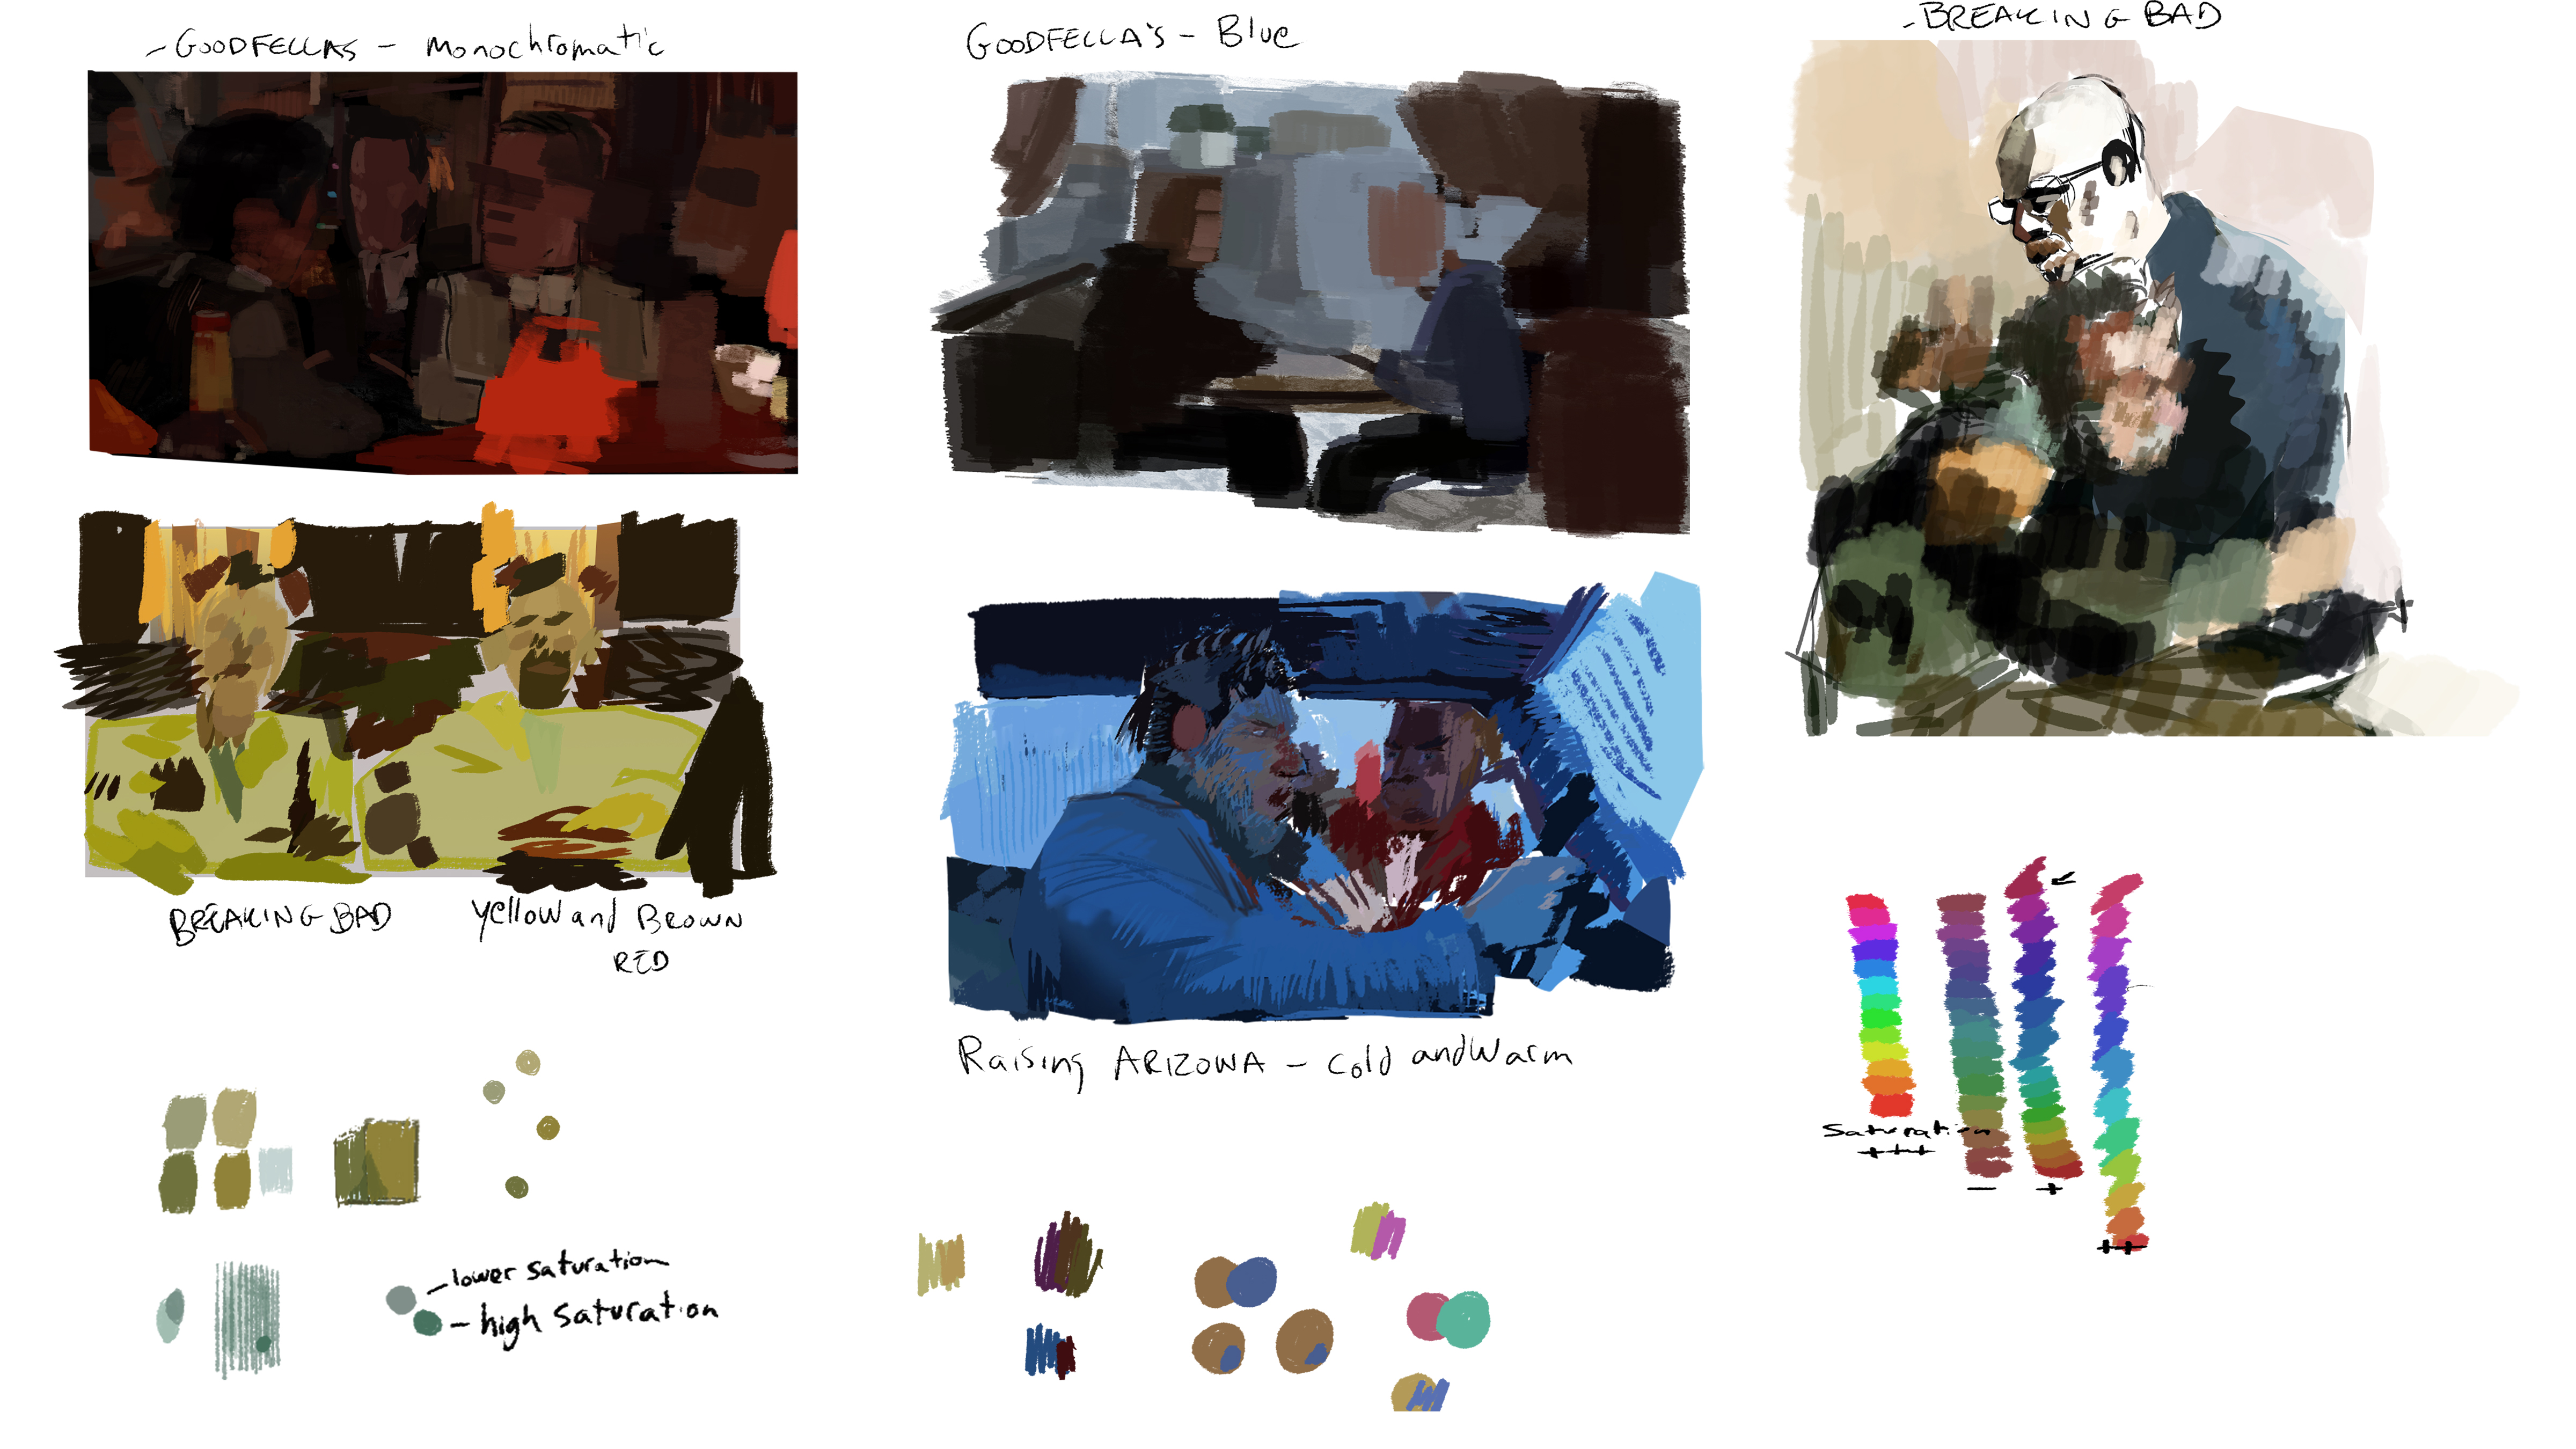 - GOODFELLAS - Monochromatic
GOODFELLA'S - Blue
- BREAKING BAD
BREAKING BAD
Yellow and BROWN
RED
Raising ARIZOWA - cold and Warm
Saturation
+++
-
+
++
- lower saturation
- high saturation